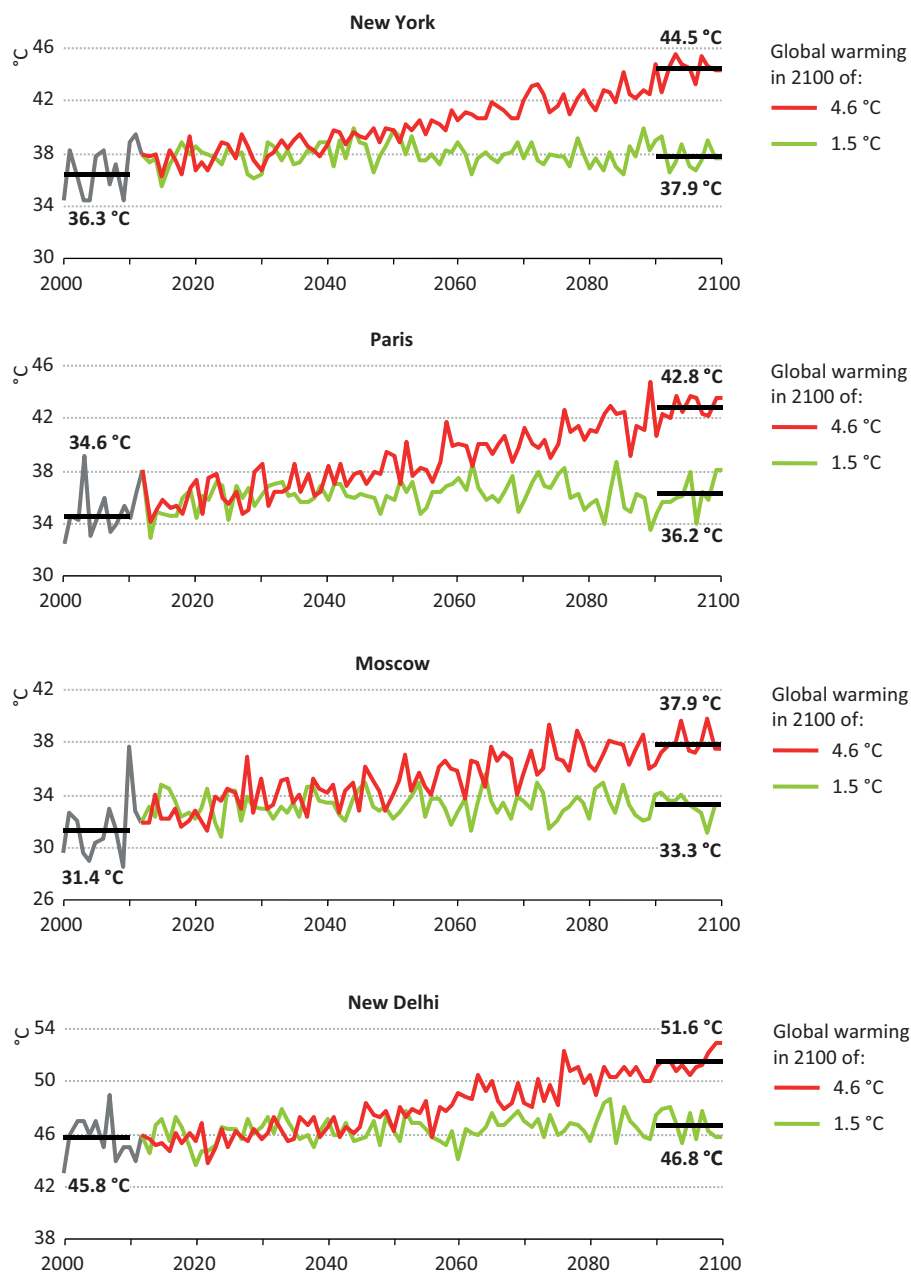 New York
°C
46
42
38
34
30
44.5 °C
36.3 °C
37.9 °C
2000 2020 2040 2060 2080 2100
Global warming
in 2100 of:
4.6 °C
1.5 °C
Paris
°C
46
42
38
34
30
42.8 °C
34.6 °C
36.2 °C
2000 2020 2040 2060 2080 2100
Global warming
in 2100 of:
4.6 °C
1.5 °C
Moscow
°C
42
38
34
30
26
37.9 °C
31.4 °C
33.3 °C
2000 2020 2040 2060 2080 2100
Global warming
in 2100 of:
4.6 °C
1.5 °C
New Delhi
°C
54
50
46
42
38
51.6 °C
45.8 °C
46.8 °C
2000 2020 2040 2060 2080 2100
Global warming
in 2100 of:
4.6 °C
1.5 °C